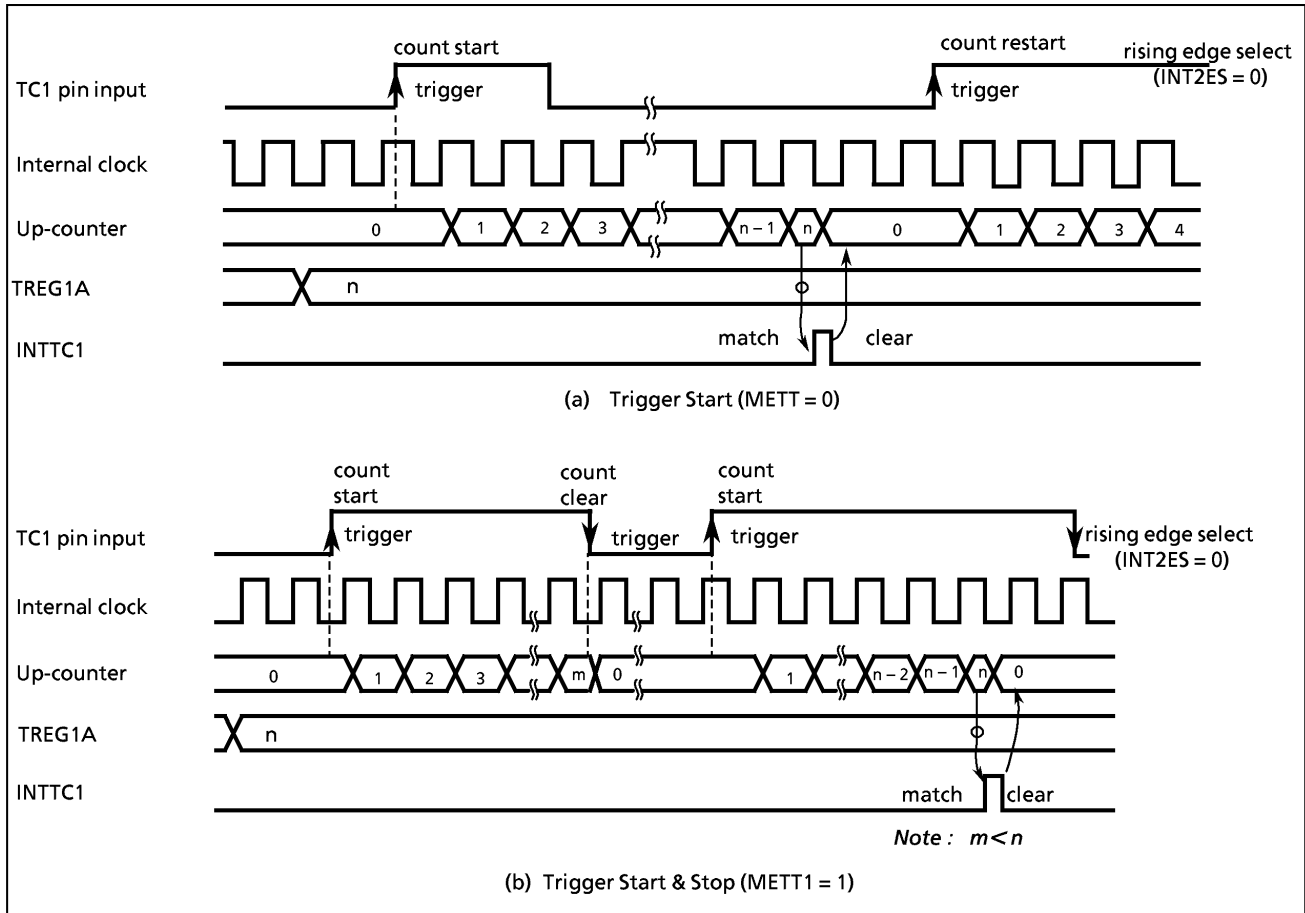 count start
count restart
rising edge select
(INT2ES = 0)
TC1 pin input
trigger
trigger
Internal clock
Up-counter
0 1 2 3 n – 1 n 0 1 2 3 4
TREG1A
n
INTTC1
match
clear
(a) Trigger Start (METT = 0)
count
start
count
clear
count
start
TC1 pin input
trigger
trigger
trigger
rising edge select
(INT2ES = 0)
Internal clock
Up-counter
0 1 2 3 m 0 1 n – 2 n – 1 n 0
TREG1A
n
INTTC1
match
clear
Note : m < n
(b) Trigger Start & Stop (METT1 = 1)